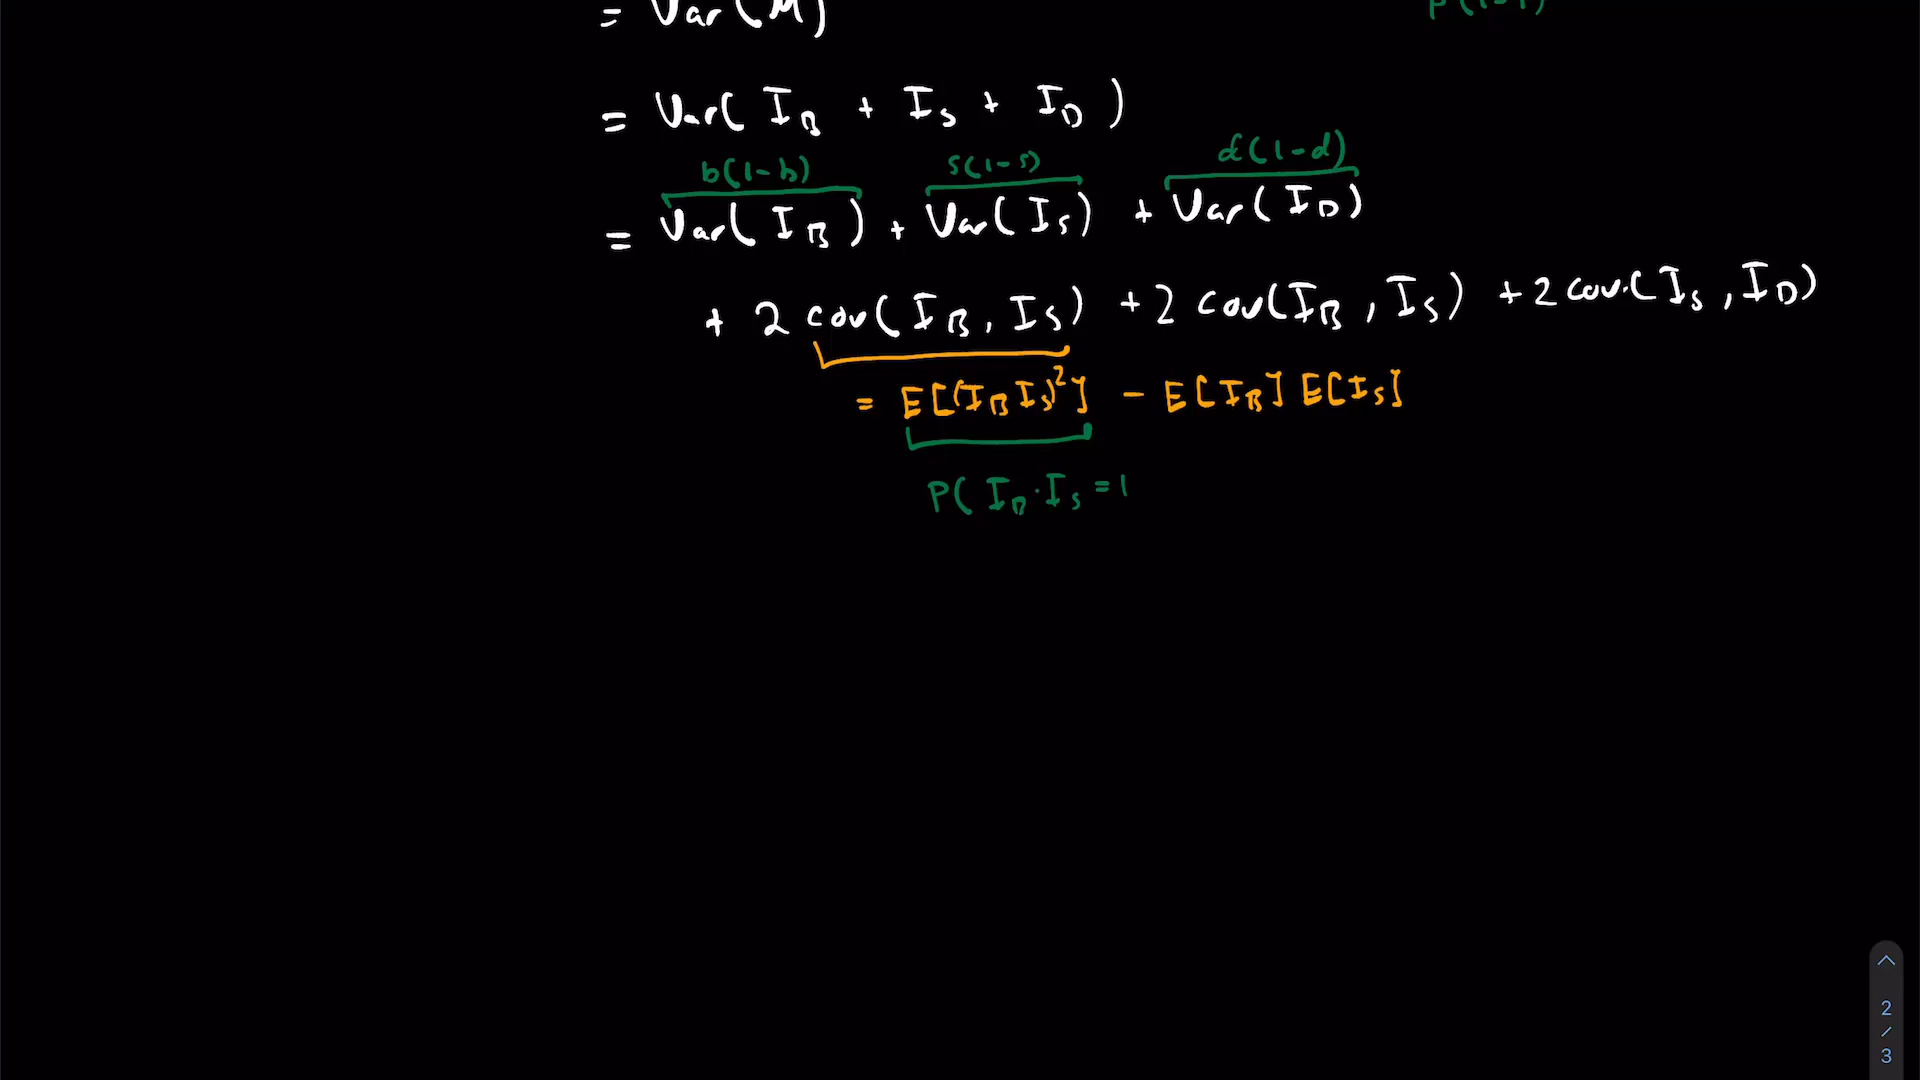 = Var(M) P(1-P)
= Var( I_B + I_S + I_D )
b(1-b) s(1-s) d(1-d)
= Var( I_B ) + Var( I_S ) + Var( I_D )
+ 2 cov( I_B , I_S ) + 2 cov( I_B , I_S ) + 2 cov.( I_S , I_D )
= E[(I_B I_S)²] - E[I_B] E[I_S]
P( I_B · I_S = 1
2
/
3